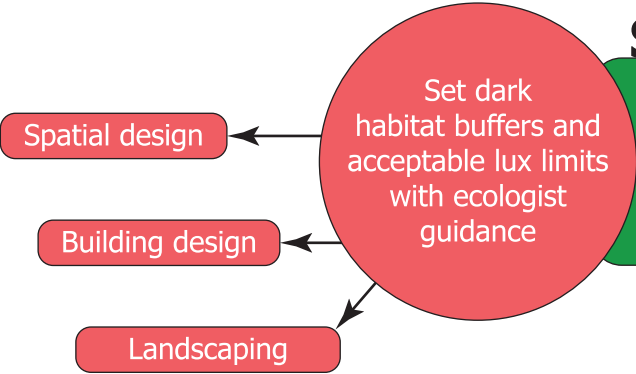 Set dark
habitat buffers and
acceptable lux limits
with ecologist
guidance
Spatial design
Building design
Landscaping